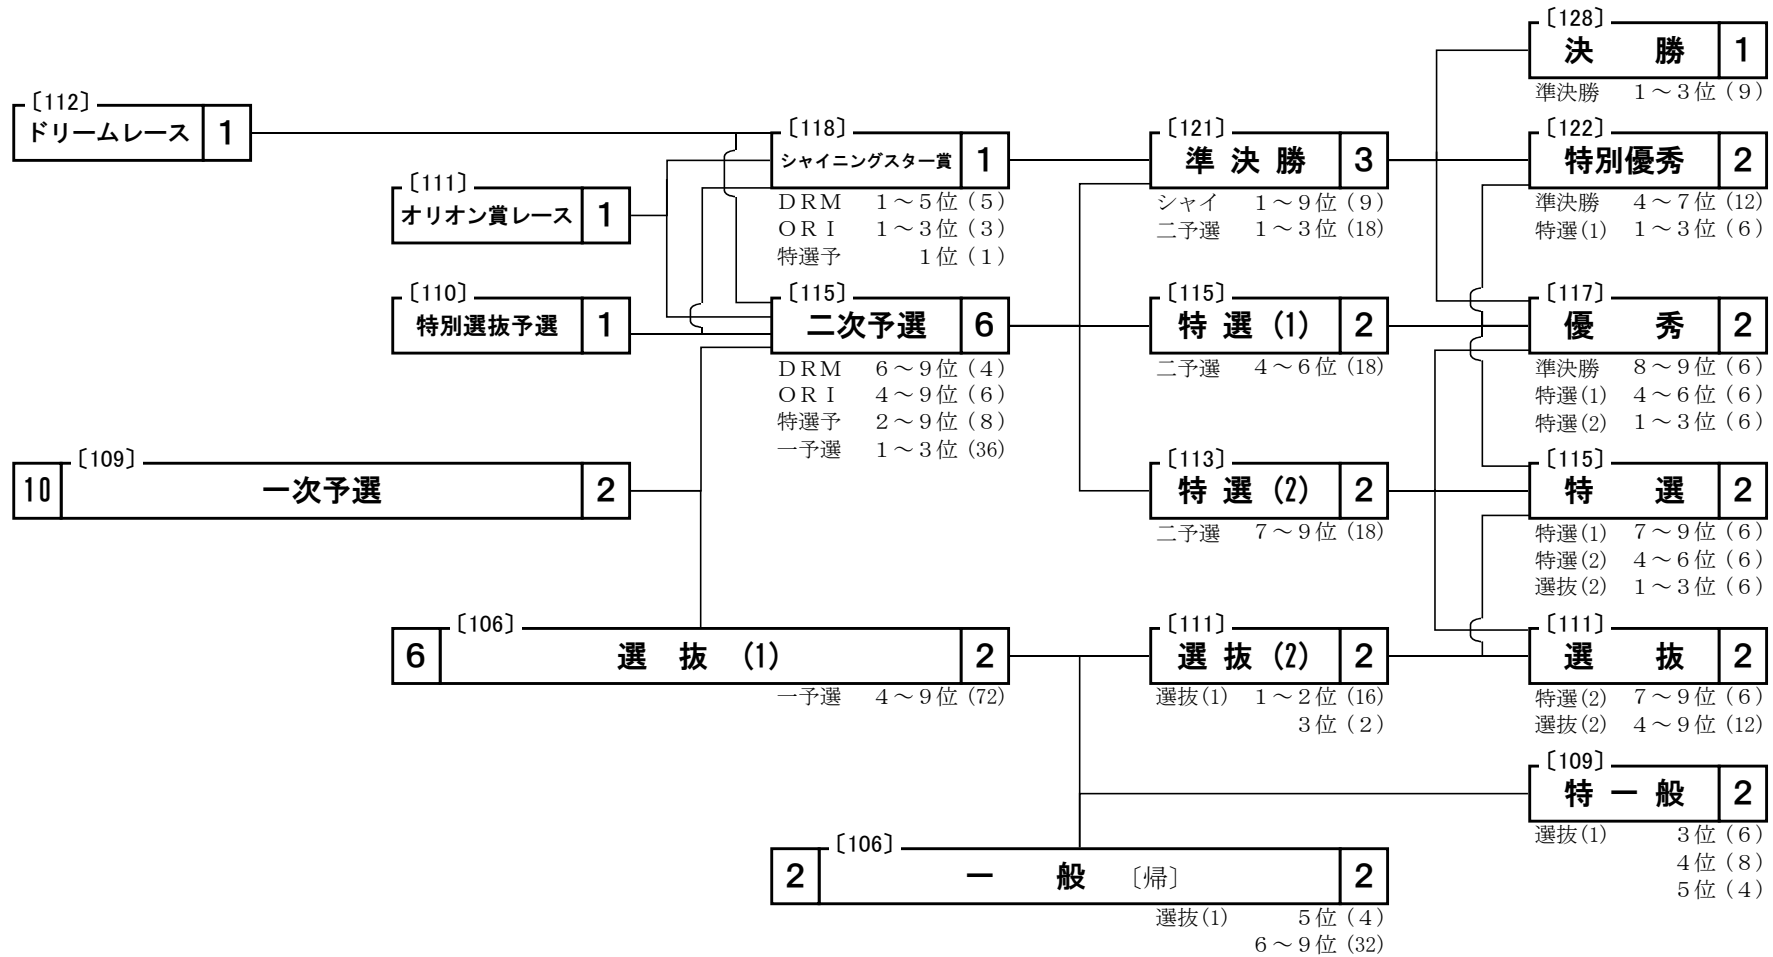 〔112〕
ドリームレース 1
〔111〕
オリオン賞レース 1
〔110〕
特別選抜予選 1
〔109〕
10 一次予選 2
〔118〕
シャイニングスター賞 1
ＤＲＭ 1～5位(5)
ＯＲＩ 1～3位(3)
特選予 1位(1)
〔115〕
二次予選 6
ＤＲＭ 6～9位(4)
ＯＲＩ 4～9位(6)
特選予 2～9位(8)
一予選 1～3位(36)
〔106〕
6 選抜(1) 2
一予選 4～9位(72)
〔106〕
2 一般〔帰〕 2
選抜(1) 5位(4)
6～9位(32)
〔121〕
準決勝 3
シャイ 1～9位(9)
二予選 1～3位(18)
〔115〕
特選(1) 2
二予選 4～6位(18)
〔113〕
特選(2) 2
二予選 7～9位(18)
〔111〕
選抜(2) 2
選抜(1) 1～2位(16)
3位(2)
〔128〕
決勝 1
準決勝 1～3位(9)
〔122〕
特別優秀 2
準決勝 4～7位(12)
特選(1) 1～3位(6)
〔117〕
優秀 2
準決勝 8～9位(6)
特選(1) 4～6位(6)
特選(2) 1～3位(6)
〔115〕
特選 2
特選(1) 7～9位(6)
特選(2) 4～6位(6)
選抜(2) 1～3位(6)
〔111〕
選抜 2
特選(2) 7～9位(6)
選抜(2) 4～9位(12)
〔109〕
特一般 2
選抜(1) 3位(6)
4位(8)
5位(4)